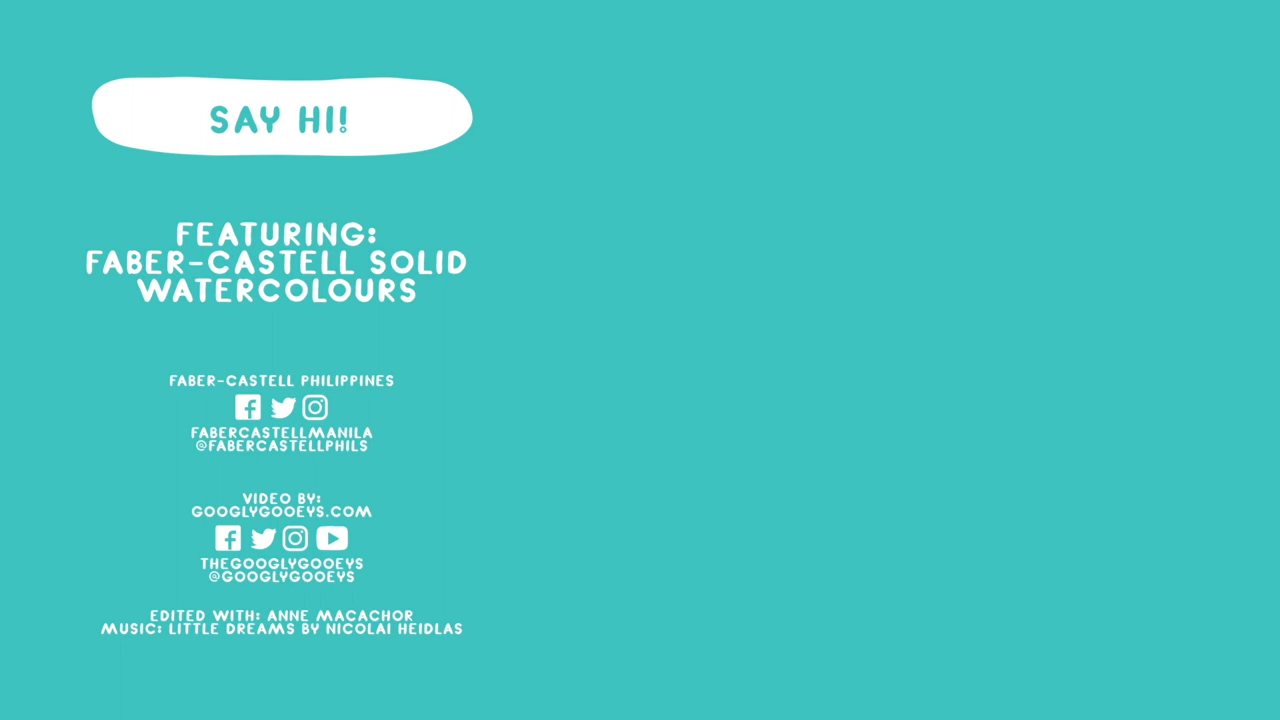 SAY HI!
FEATURING:
FABER-CASTELL SOLID
WATERCOLOURS
FABER-CASTELL PHILIPPINES
FABERCASTELLMANILA
@FABERCASTELLPHILS
VIDEO BY:
GOOGLYGOOEYS.COM
THEGOOGLYGOOEYS
@GOOGLYGOOEYS
EDITED WITH: ANNE MACACHOR
MUSIC: LITTLE DREAMS BY NICOLAI HEIDLAS